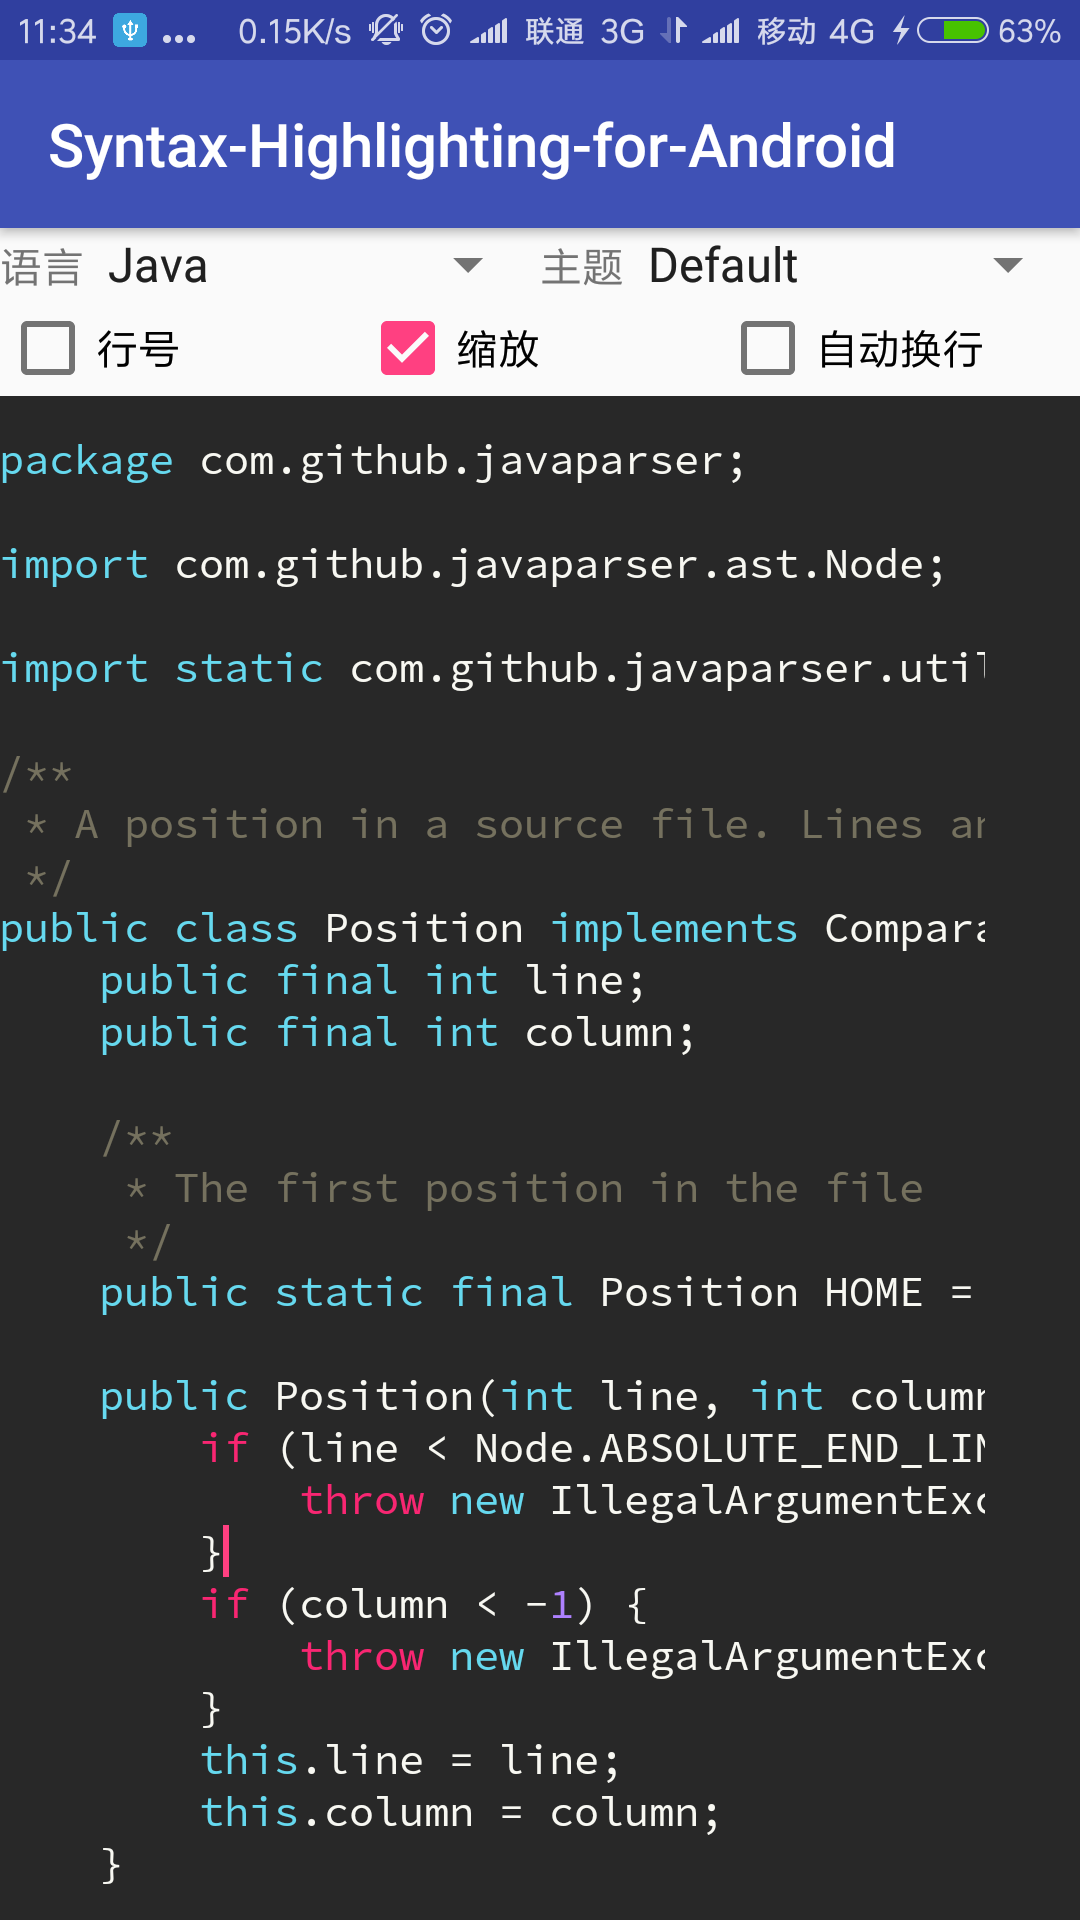 11:34 ... 0.15K/s 联通 3G 移动 4G 63%
Syntax-Highlighting-for-Android
语言 Java 主题 Default
行号 缩放 自动换行
package com.github.javaparser;
import com.github.javaparser.ast.Node;
import static com.github.javaparser.util
/**
 * A position in a source file. Lines ar
 */
public class Position implements Compara
    public final int line;
    public final int column;
    /**
     * The first position in the file
     */
    public static final Position HOME =
    public Position(int line, int column
        if (line < Node.ABSOLUTE_END_LIN
            throw new IllegalArgumentExc
        }
        if (column < -1) {
            throw new IllegalArgumentExc
        }
        this.line = line;
        this.column = column;
    }